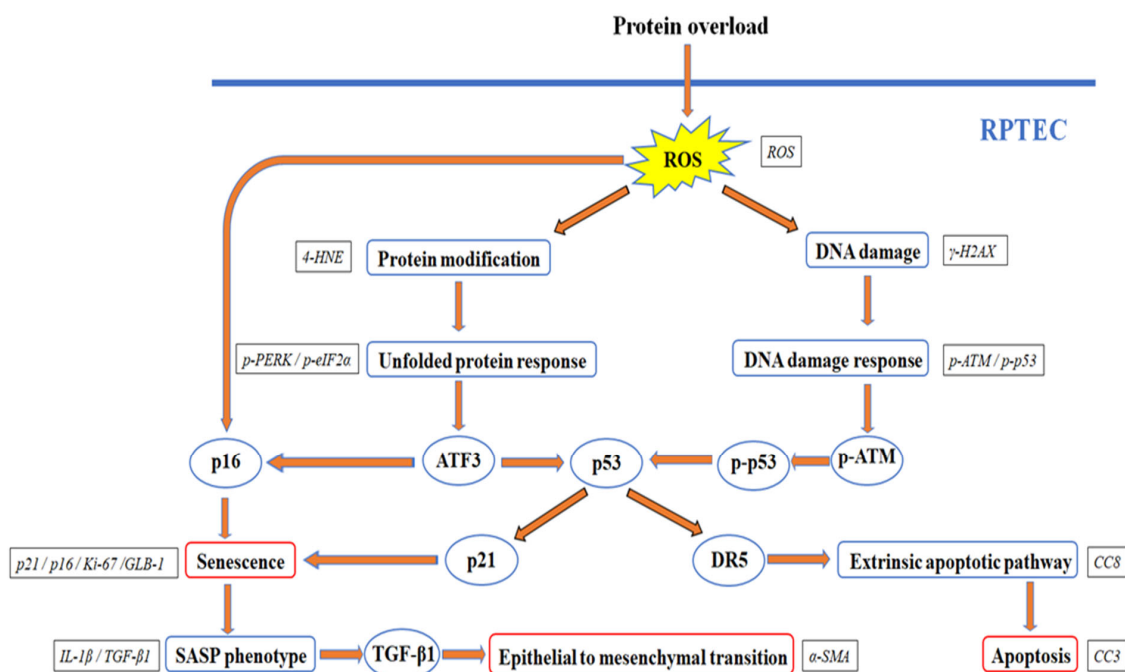 Protein overload
RPTEC
ROS
ROS
4-HNE
Protein modification
DNA damage
γ-H2AX
p-PERK / p-eIF2α
Unfolded protein response
DNA damage response
p-ATM / p-p53
p16
ATF3
p53
p-p53
p-ATM
p21 / p16 / Ki-67 /GLB-1
Senescence
p21
DR5
Extrinsic apoptotic pathway
CC8
IL-1β / TGF-β1
SASP phenotype
TGF-β1
Epithelial to mesenchymal transition
α-SMA
Apoptosis
CC3